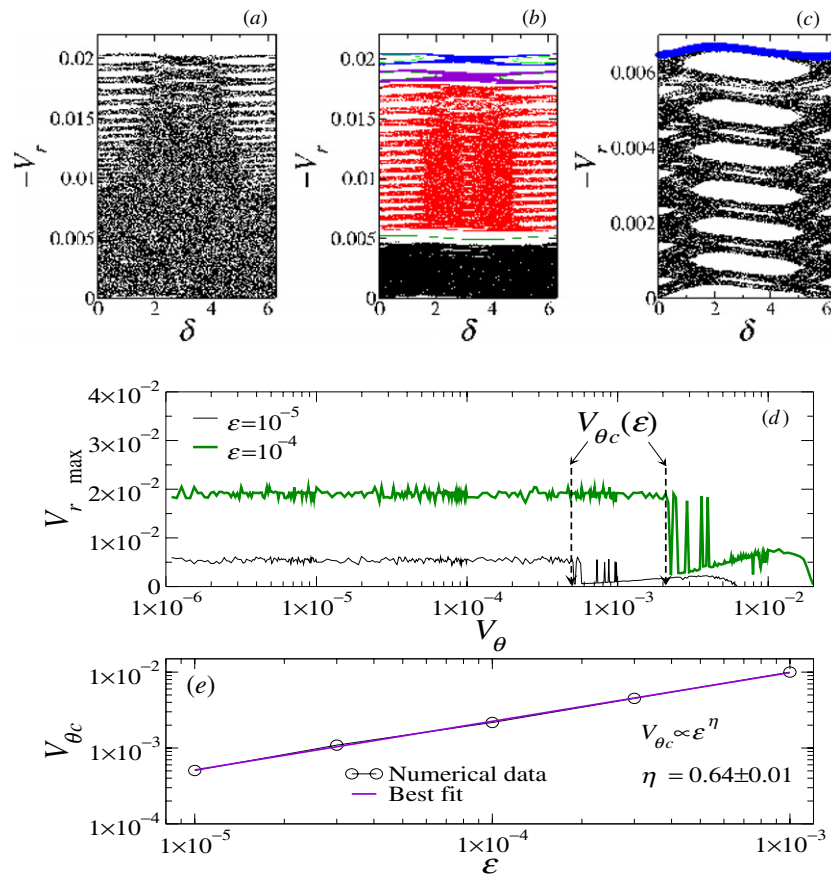 (a) (b) (c)
0.02 0.015 0.01 0.005 0
−V_r
0 2 4 6
δ
0.02 0.015 0.01 0.005 0
−V_r
0 2 4 6
δ
0.006 0.004 0.002 0
−V_r
0 2 4 6
δ
4×10⁻² 3×10⁻² 2×10⁻² 1×10⁻² 0
V_r max
ε=10⁻⁵
ε=10⁻⁴
V_θc(ε)
(d)
1×10⁻⁶ 1×10⁻⁵ 1×10⁻⁴ 1×10⁻³ 1×10⁻²
V_θ
(e)
1×10⁻² 1×10⁻³ 1×10⁻⁴
V_θc
V_θc∝ε^η
Numerical data
η = 0.64±0.01
Best fit
1×10⁻⁵ 1×10⁻⁴ 1×10⁻³
ε